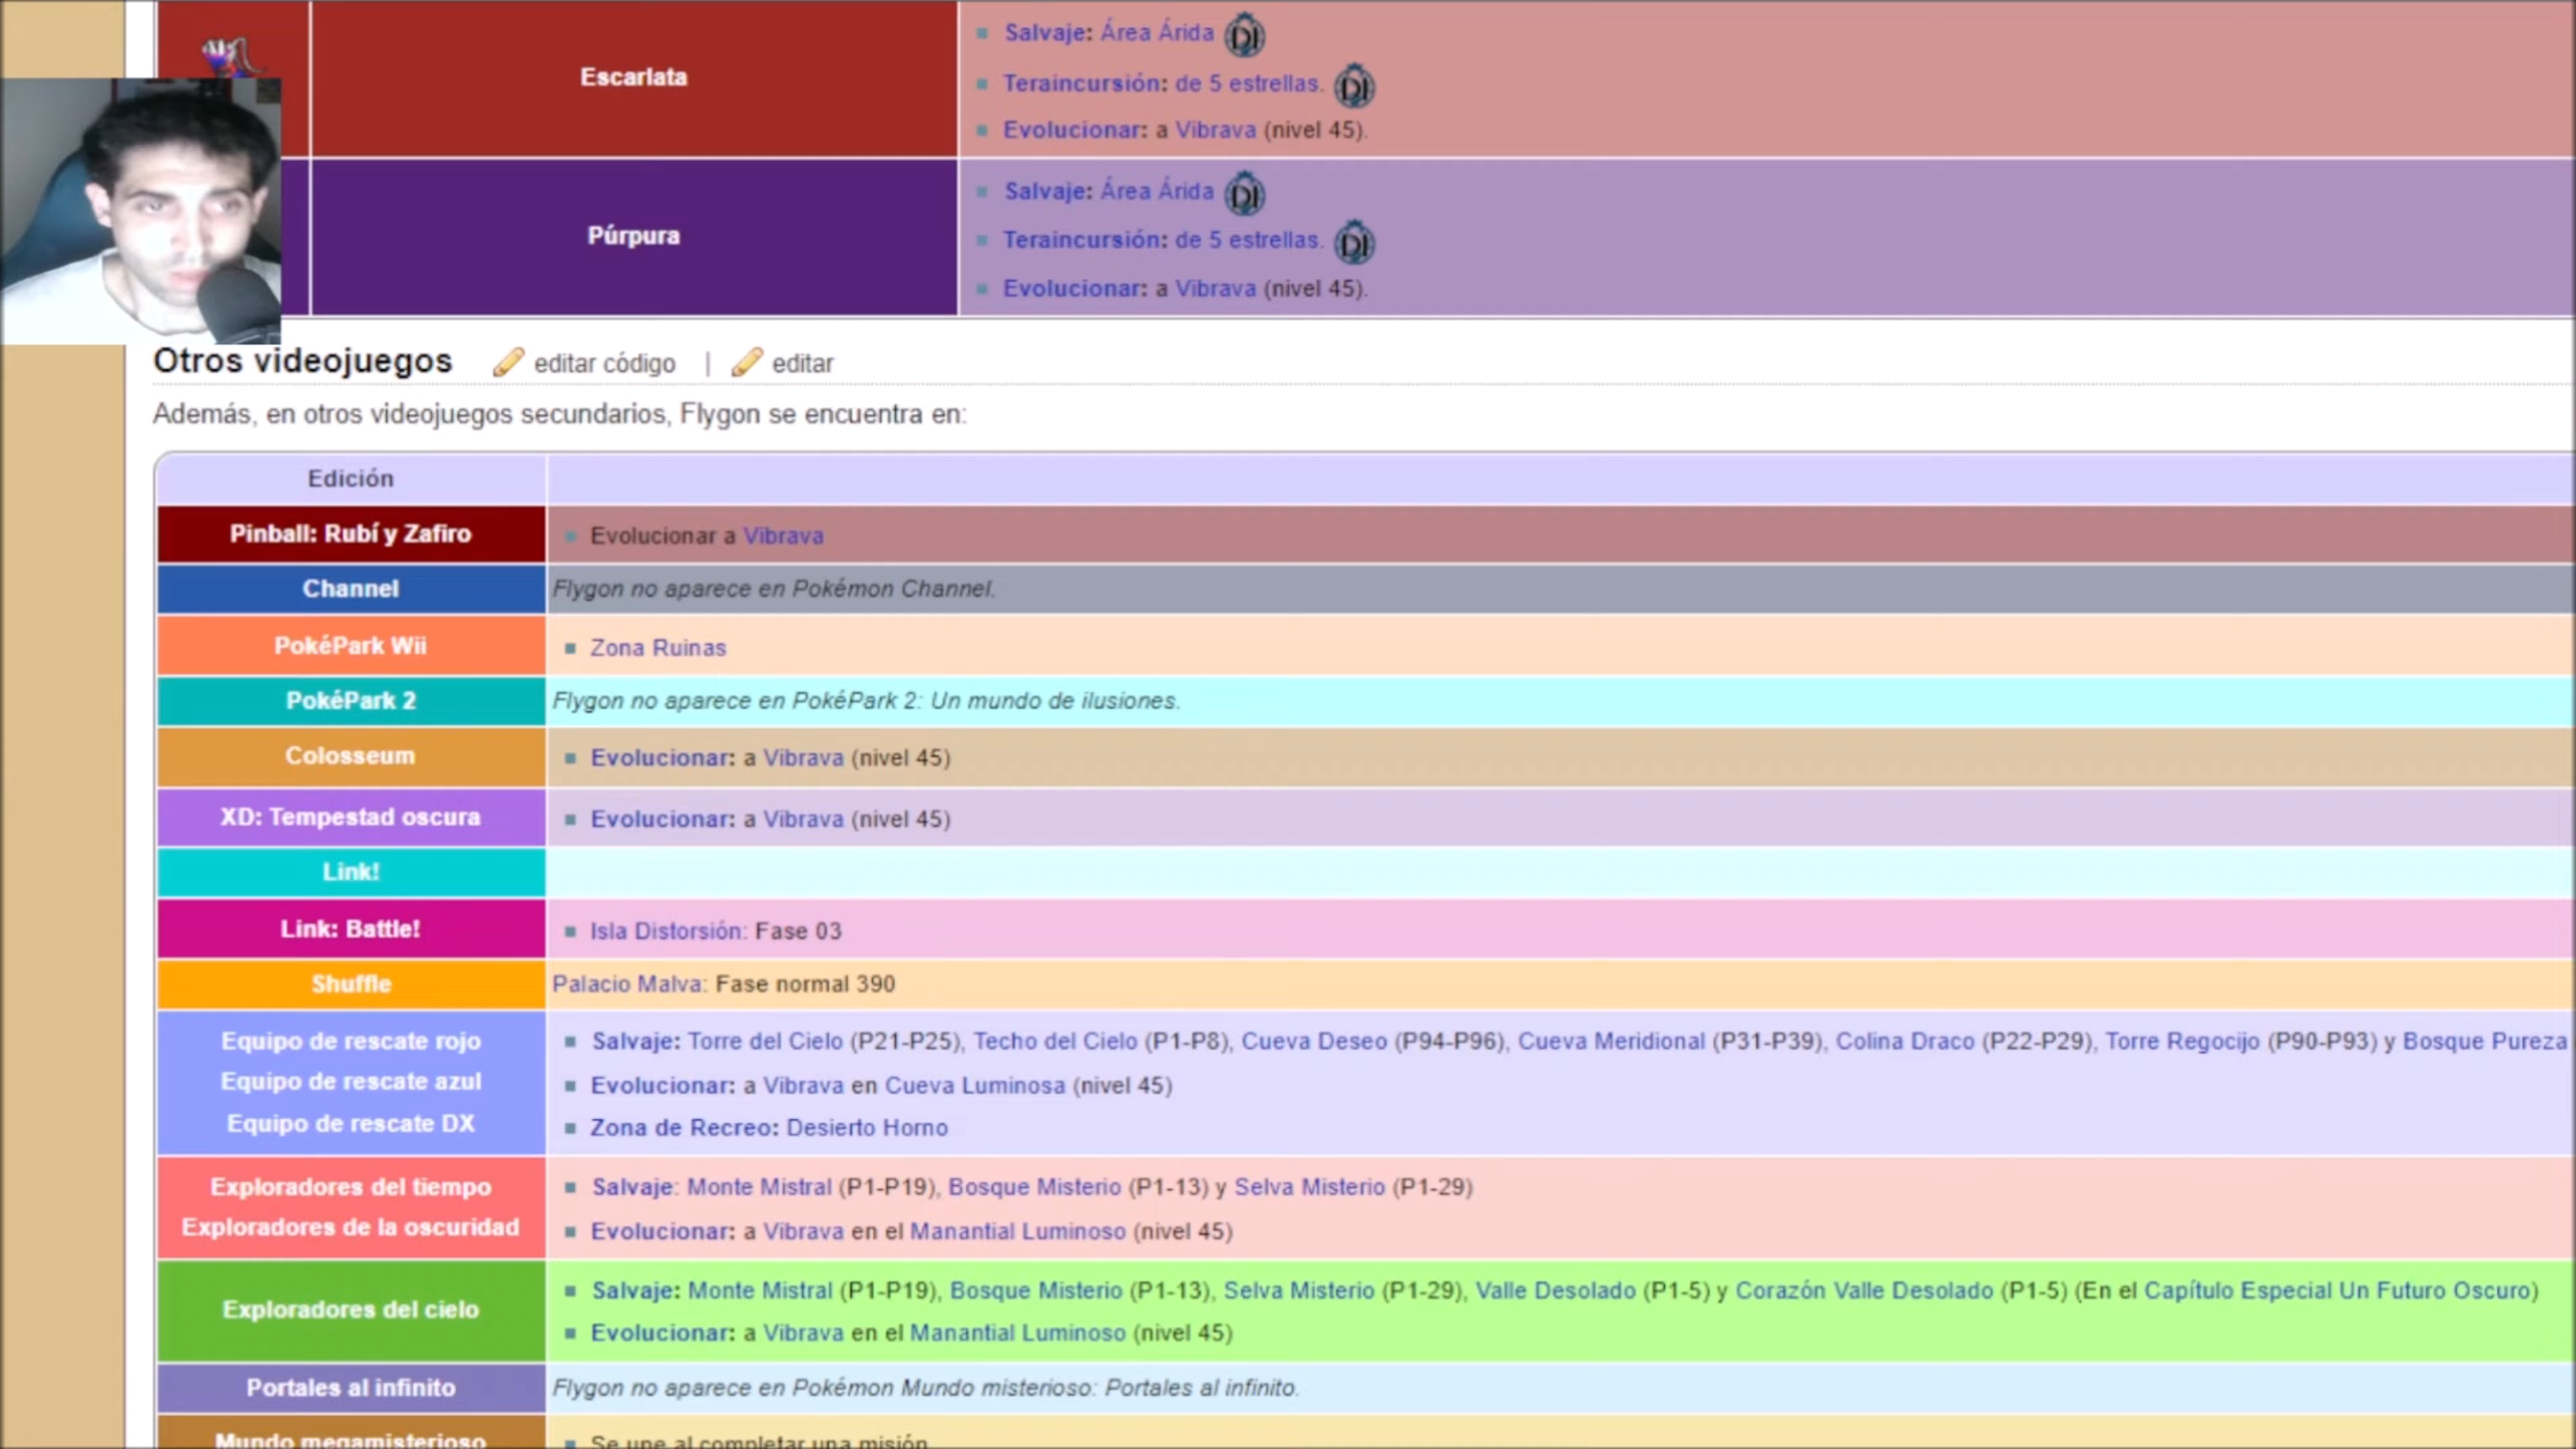 Escarlata
Salvaje: Área Árida DI
Teraincursión: de 5 estrellas. DI
Evolucionar: a Vibrava (nivel 45).
Púrpura
Salvaje: Área Árida DI
Teraincursión: de 5 estrellas. DI
Evolucionar: a Vibrava (nivel 45).
Otros videojuegos editar código | editar
Además, en otros videojuegos secundarios, Flygon se encuentra en:
Edición
Pinball: Rubí y Zafiro
Evolucionar a Vibrava
Channel
Flygon no aparece en Pokémon Channel.
PokéPark Wii
Zona Ruinas
PokéPark 2
Flygon no aparece en PokéPark 2: Un mundo de ilusiones.
Colosseum
Evolucionar: a Vibrava (nivel 45)
XD: Tempestad oscura
Evolucionar: a Vibrava (nivel 45)
Link!
Link: Battle!
Isla Distorsión: Fase 03
Shuffle
Palacio Malva: Fase normal 390
Equipo de rescate rojo
Equipo de rescate azul
Equipo de rescate DX
Salvaje: Torre del Cielo (P21-P25), Techo del Cielo (P1-P8), Cueva Deseo (P94-P96), Cueva Meridional (P31-P39), Colina Draco (P22-P29), Torre Regocijo (P90-P93) y Bosque Pureza
Evolucionar: a Vibrava en Cueva Luminosa (nivel 45)
Zona de Recreo: Desierto Horno
Exploradores del tiempo
Exploradores de la oscuridad
Salvaje: Monte Mistral (P1-P19), Bosque Misterio (P1-13) y Selva Misterio (P1-29)
Evolucionar: a Vibrava en el Manantial Luminoso (nivel 45)
Exploradores del cielo
Salvaje: Monte Mistral (P1-P19), Bosque Misterio (P1-13), Selva Misterio (P1-29), Valle Desolado (P1-5) y Corazón Valle Desolado (P1-5) (En el Capítulo Especial Un Futuro Oscuro)
Evolucionar: a Vibrava en el Manantial Luminoso (nivel 45)
Portales al infinito
Flygon no aparece en Pokémon Mundo misterioso: Portales al infinito.
Mundo megamisterioso
Se une al completar una misión